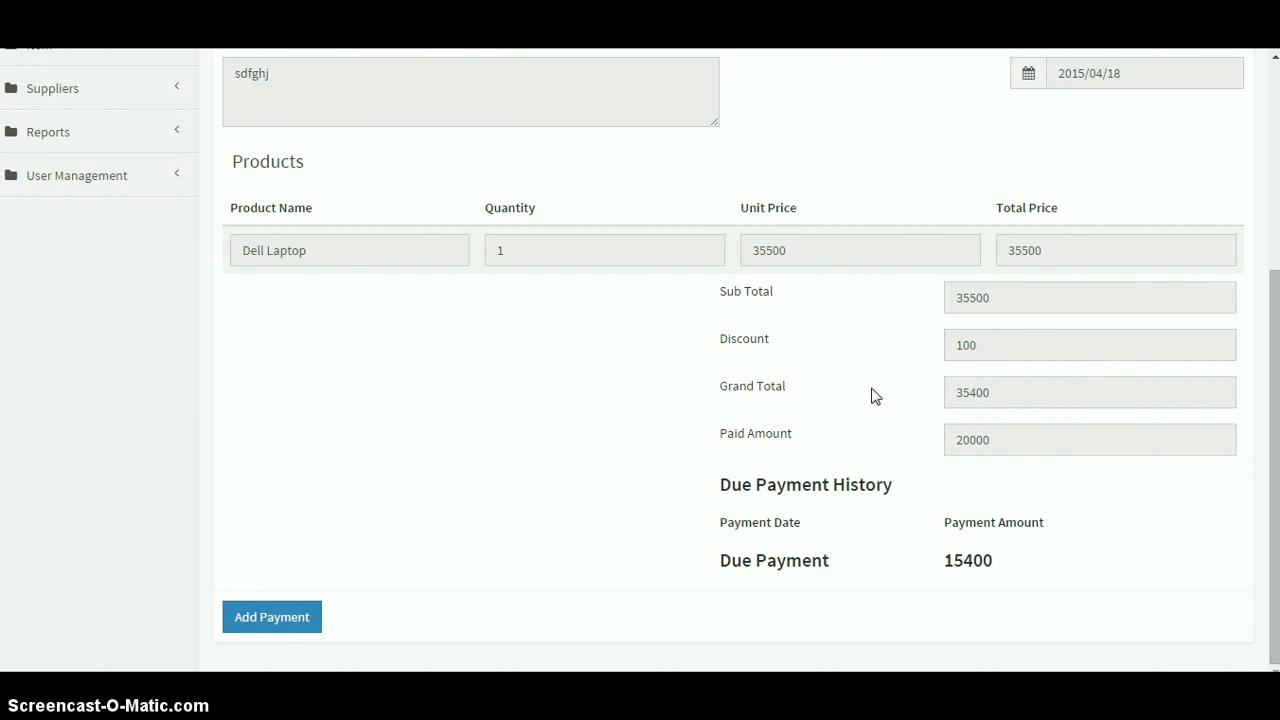 sdfghj
2015/04/18
Suppliers
Reports
User Management
Products
Product Name Quantity Unit Price Total Price
Dell Laptop 1 35500 35500
Sub Total 35500
Discount 100
Grand Total 35400
Paid Amount 20000
Due Payment History
Payment Date Payment Amount
Due Payment 15400
Add Payment
Screencast-O-Matic.com